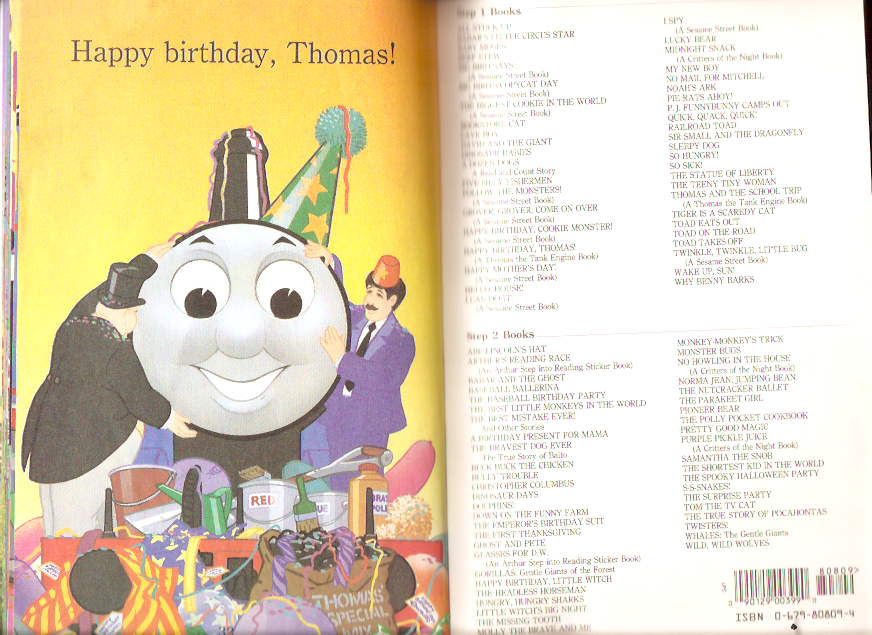 Happy birthday, Thomas!
RED
UE
BRAS
POLI
THOMAS
SPECIAL
32
Step 1 Books
ALL STUCK UP
BABAR'S LITTLE CIRCUS STAR
BABY MOSES
BEEF STEW
BIG BIRD SAYS
(A Sesame Street Book)
BIG BIRD'S COPYCAT DAY
(A Sesame Street Book)
THE BIGGEST COOKIE IN THE WORLD
(A Sesame Street Book)
BOOKSTORE CAT
CAVE BOY
DAVID AND THE GIANT
DINOSAUR BABIES
A DOZEN DOGS
A Read and Count Story
FIVE SILLY FISHERMEN
FOLLOW THE MONSTERS!
(A Sesame Street Book)
GROVER, GROVER, COME ON OVER
(A Sesame Street Book)
HAPPY BIRTHDAY, COOKIE MONSTER!
(A Sesame Street Book)
HAPPY BIRTHDAY, THOMAS!
(A Thomas the Tank Engine Book)
HAPPY MOTHER'S DAY!
(A Sesame Street Book)
HELLO, HOUSE!
I CAN DO IT!
(A Sesame Street Book)
I SPY
(A Sesame Street Book)
LUCKY BEAR
MIDNIGHT SNACK
(A Critters of the Night Book)
MY NEW BOY
NO MAIL FOR MITCHELL
NOAH'S ARK
PIE RATS AHOY!
P. J. FUNNYBUNNY CAMPS OUT
QUICK, QUACK, QUICK!
RAILROAD TOAD
SIR SMALL AND THE DRAGONFLY
SLEEPY DOG
SO HUNGRY!
SO SICK!
THE STATUE OF LIBERTY
THE TEENY TINY WOMAN
THOMAS AND THE SCHOOL TRIP
(A Thomas the Tank Engine Book)
TIGER IS A SCAREDY CAT
TOAD EATS OUT
TOAD ON THE ROAD
TOAD TAKES OFF
TWINKLE, TWINKLE, LITTLE BUG
(A Sesame Street Book)
WAKE UP, SUN!
WHY BENNY BARKS
Step 2 Books
ABE LINCOLN'S HAT
ARTHUR'S READING RACE
(An Arthur Step into Reading Sticker Book)
BABAR AND THE GHOST
BASEBALL BALLERINA
THE BASEBALL BIRTHDAY PARTY
THE BEST LITTLE MONKEYS IN THE WORLD
THE BEST MISTAKE EVER!
And Other Stories
A BIRTHDAY PRESENT FOR MAMA
THE BRAVEST DOG EVER
The True Story of Balto
BUCK-BUCK THE CHICKEN
BULLY TROUBLE
CHRISTOPHER COLUMBUS
DINOSAUR DAYS
DOLPHINS!
DOWN ON THE FUNNY FARM
THE EMPEROR'S BIRTHDAY SUIT
THE FIRST THANKSGIVING
GHOST AND PETE
GLASSES FOR D.W.
(An Arthur Step into Reading Sticker Book)
GORILLAS: Gentle Giants of the Forest
HAPPY BIRTHDAY, LITTLE WITCH
THE HEADLESS HORSEMAN
HUNGRY, HUNGRY SHARKS
LITTLE WITCH'S BIG NIGHT
THE MISSING TOOTH
MOLLY THE BRAVE AND ME
MONKEY-MONKEY'S TRICK
MONSTER BUGS
NO HOWLING IN THE HOUSE
(A Critters of the Night Book)
NORMA JEAN, JUMPING BEAN
THE NUTCRACKER BALLET
THE PARAKEET GIRL
PIONEER BEAR
THE POLLY POCKET COOKBOOK
PRETTY GOOD MAGIC
PURPLE PICKLE JUICE
(A Critters of the Night Book)
SAMANTHA THE SNOB
THE SHORTEST KID IN THE WORLD
THE SPOOKY HALLOWEEN PARTY
S-S-SNAKES!
THE SURPRISE PARTY
TOM THE TV CAT
THE TRUE STORY OF POCAHONTAS
TWISTERS!
WHALES: The Gentle Giants
WILD, WILD WOLVES
80809>
0 90129 00399
ISBN 0-679-80809-4